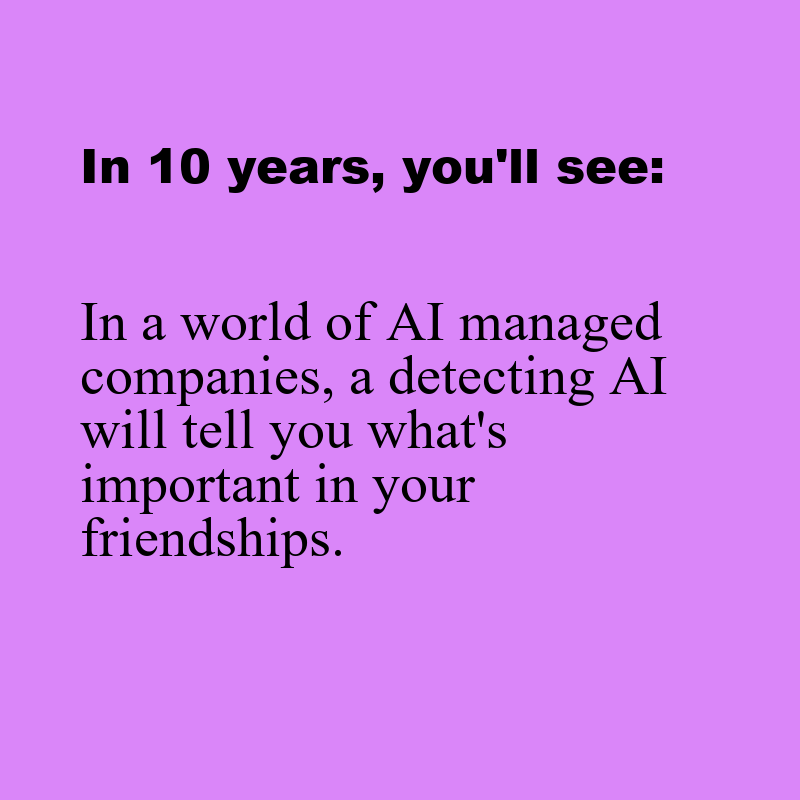 In 10 years, you'll see:
In a world of AI managed
companies, a detecting AI
will tell you what's
important in your
friendships.